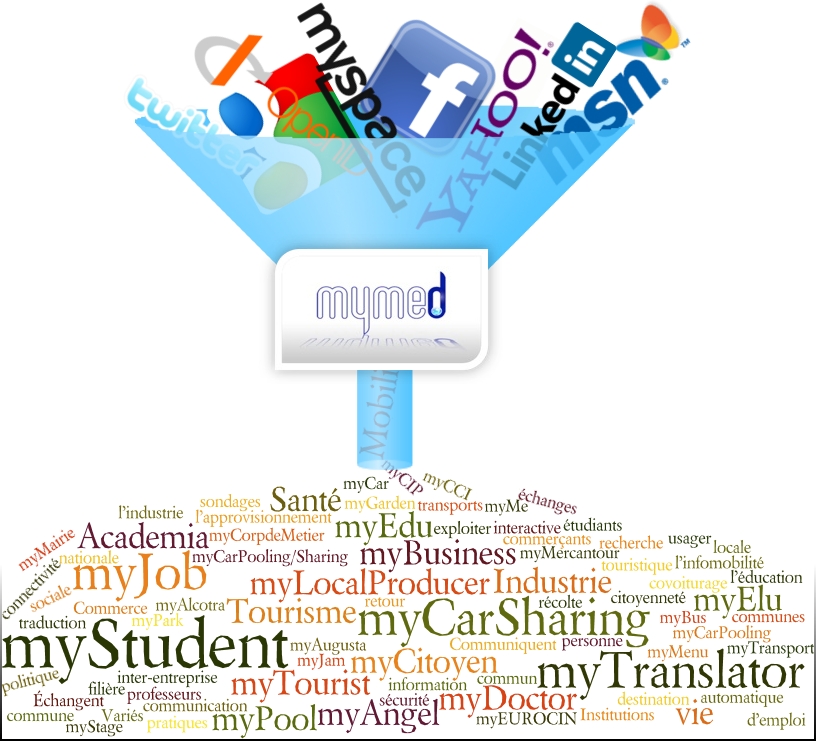 twitter
OpenID
myspace
f
YAHOO!
Linked in
msn
TM
mymed
Mobili
myCar myCIP myCCI
l'industrie sondages Santé myGarden transports myMe échanges
l'approvisionnement
myMairie Academia myCorpdeMetier myEdu exploiter interactive étudiants
commerçants recherche usager
connectivité nationale myCarPooling/Sharing myBusiness myMercantour locale
myJob touristique l'infomobilité
sociale myLocalProducer Industrie covoiturage l'éducation
Commerce myAlcotra Tourisme retour myCarSharing récolte citoyenneté myElu
traduction myPark myBus communes
myStudent myAugusta Communiquent personne myCarPooling
myJam myCitoyen myMenu myTransport
politique inter-entreprise commun myTranslator
filière professeurs . myTourist information
Échangent communication sécurité myDoctor destination automatique
commune Variés pratiques myPool myAngel myEUROCIN Institutions vie d'emploi
myStage